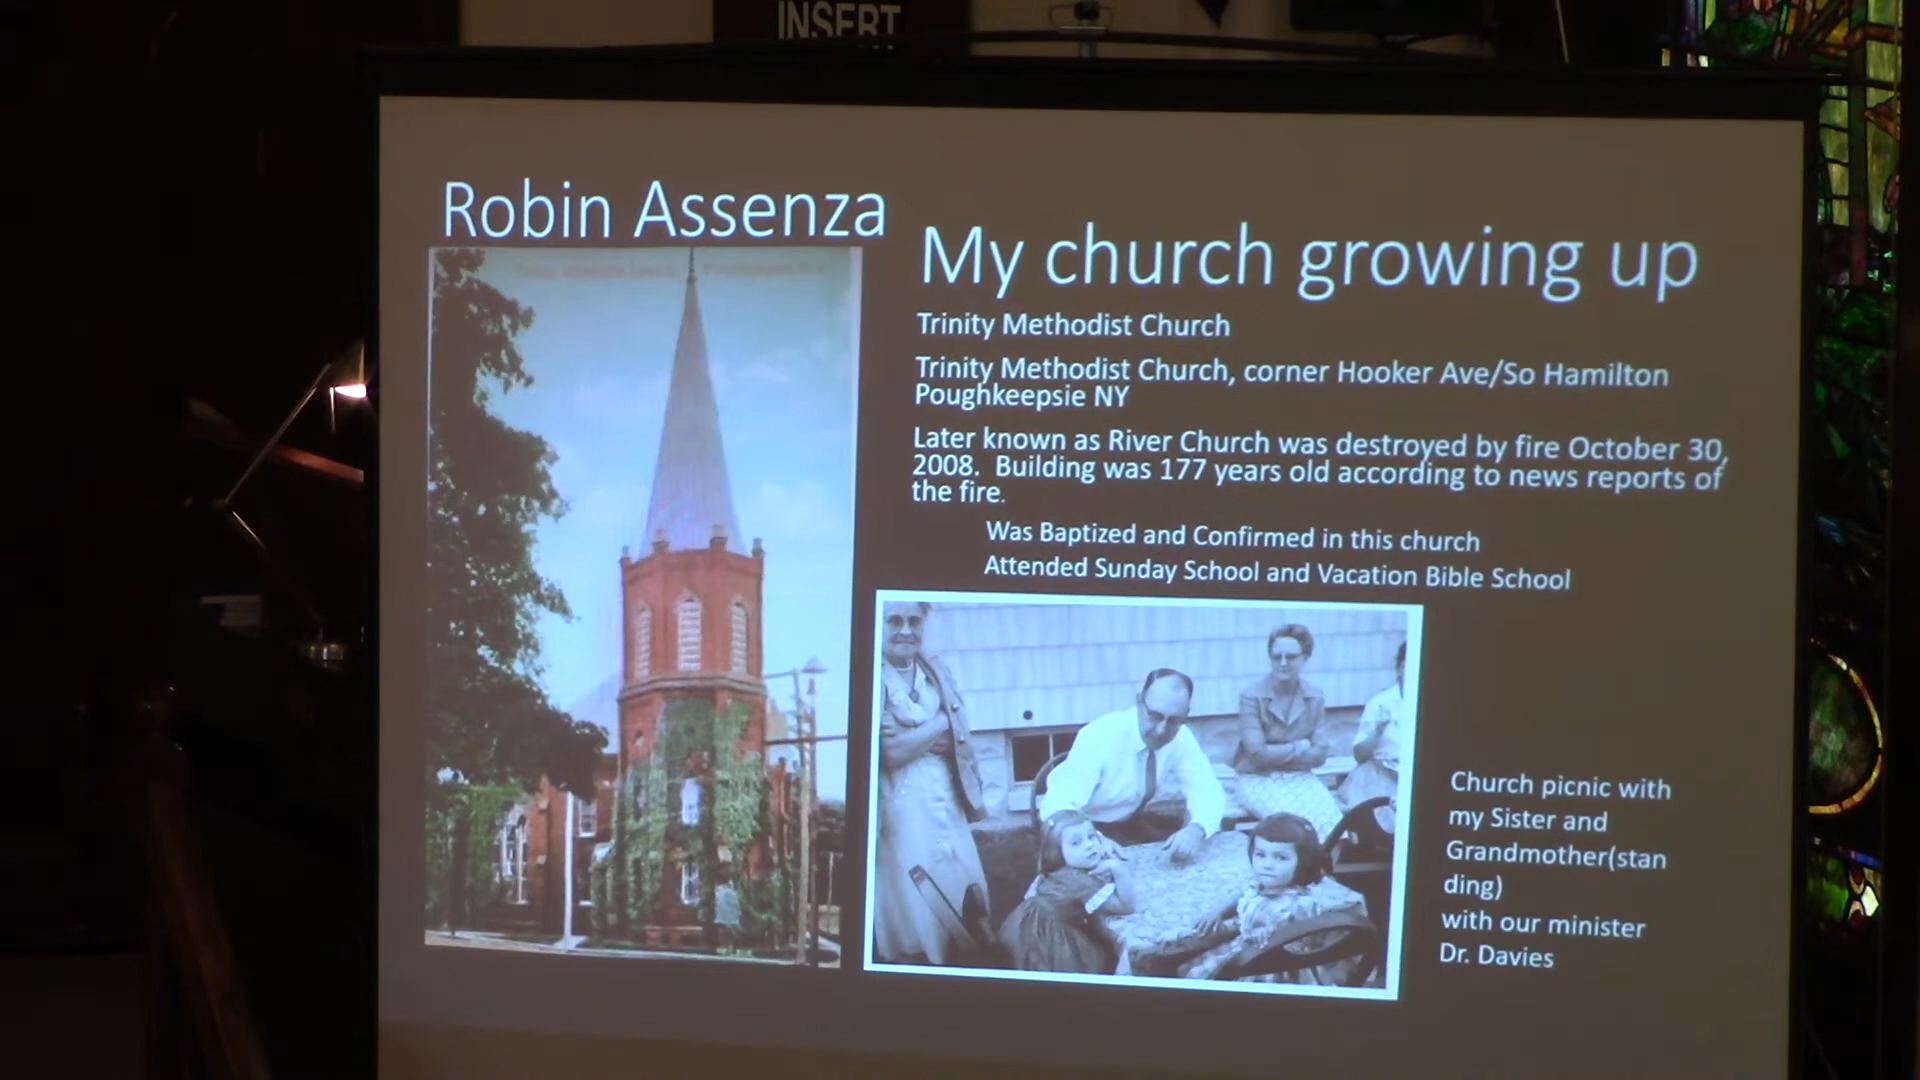 INSERT
Robin Assenza
My church growing up
Trinity Methodist Church
Trinity Methodist Church, corner Hooker Ave/So Hamilton
Poughkeepsie NY
Later known as River Church was destroyed by fire October 30,
2008. Building was 177 years old according to news reports of
the fire.
Was Baptized and Confirmed in this church
Attended Sunday School and Vacation Bible School
Church picnic with
my Sister and
Grandmother(stan
ding)
with our minister
Dr. Davies